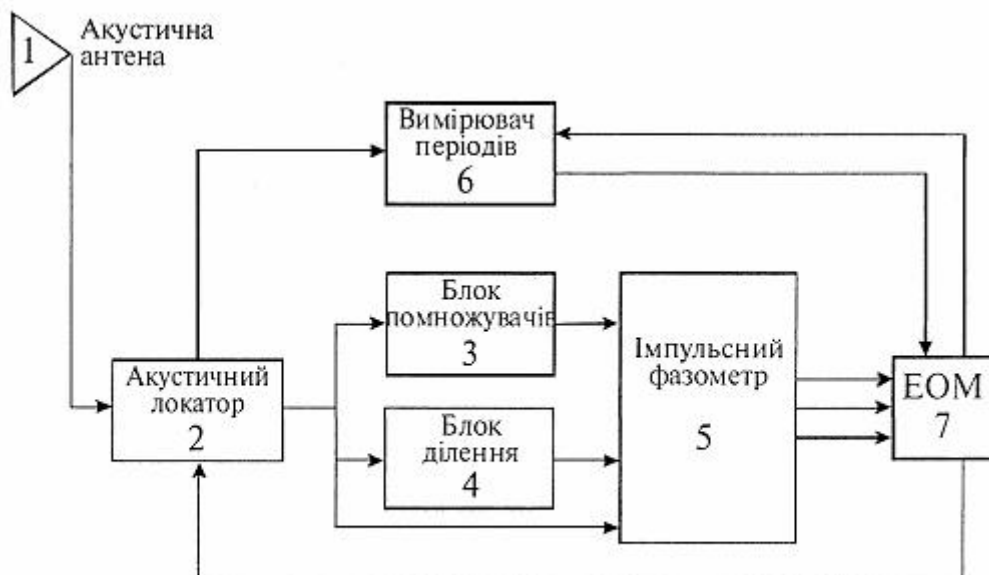 1
Акустична
антена
Вимірювач
періодів
6
Блок
помножувачів
3
Імпульсний
фазометр
5
Акустичний
локатор
2
Блок
ділення
4
ЕОМ
7